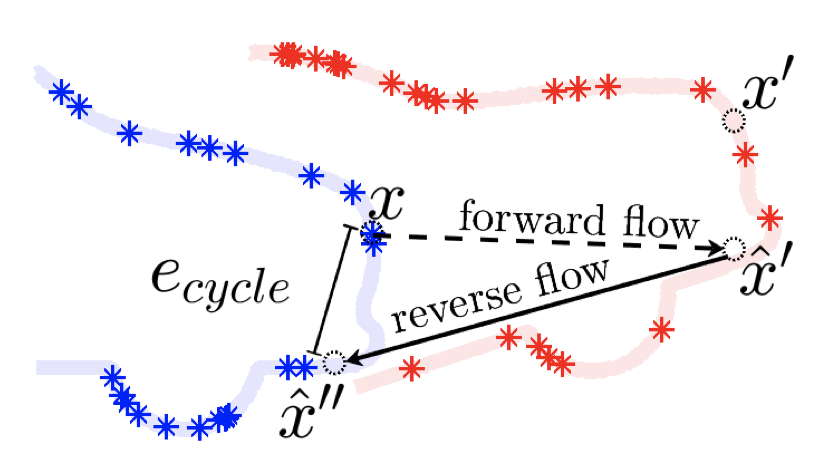 x'
x
forward flow
x̂'
e_cycle
reverse flow
x̂''